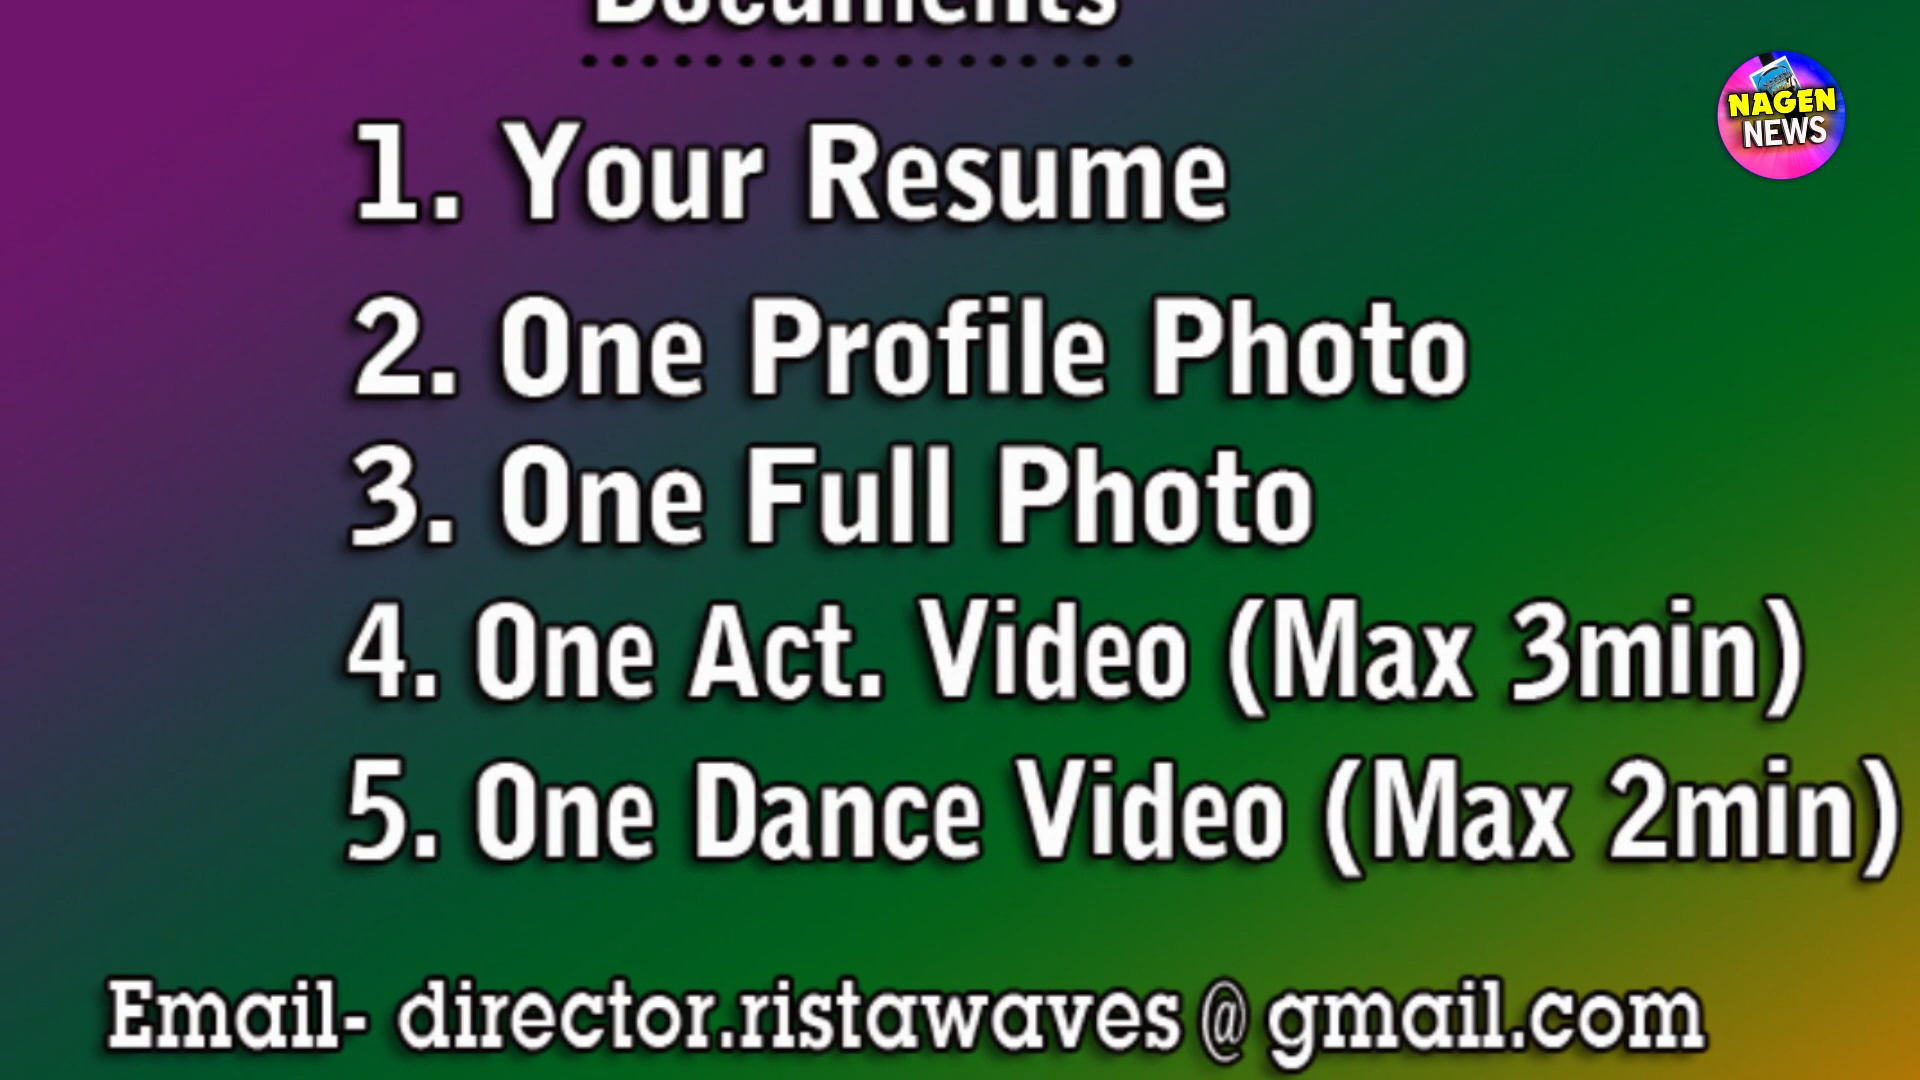 Documents
1. Your Resume
2. One Profile Photo
3. One Full Photo
4. One Act. Video (Max 3min)
5. One Dance Video (Max 2min)
Email- director.ristawaves@gmail.com
NAGEN
NEWS